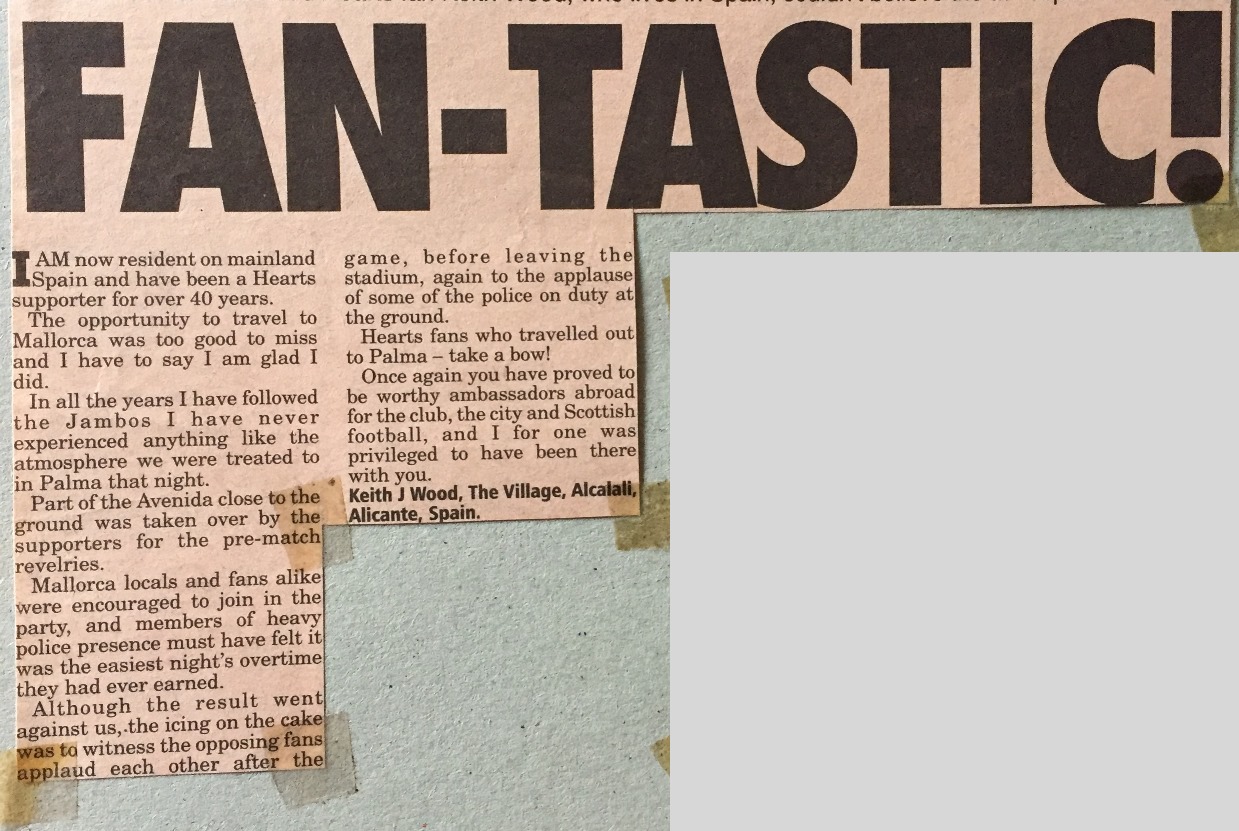 Wood, who lives in Spain, couldn't believe
FAN-TASTIC!
I AM now resident on mainland
Spain and have been a Hearts
supporter for over 40 years.
The opportunity to travel to
Mallorca was too good to miss
and I have to say I am glad I
did.
In all the years I have followed
the Jambos I have never
experienced anything like the
atmosphere we were treated to
in Palma that night.
Part of the Avenida close to the
ground was taken over by the
supporters for the pre-match
revelries.
Mallorca locals and fans alike
were encouraged to join in the
party, and members of heavy
police presence must have felt it
was the easiest night's overtime
they had ever earned.
Although the result went
against us, the icing on the cake
was to witness the opposing fans
applaud each other after the
game, before leaving the
stadium, again to the applause
of some of the police on duty at
the ground.
Hearts fans who travelled out
to Palma – take a bow!
Once again you have proved to
be worthy ambassadors abroad
for the club, the city and Scottish
football, and I for one was
privileged to have been there
with you.
Keith J Wood, The Village, Alcalali,
Alicante, Spain.